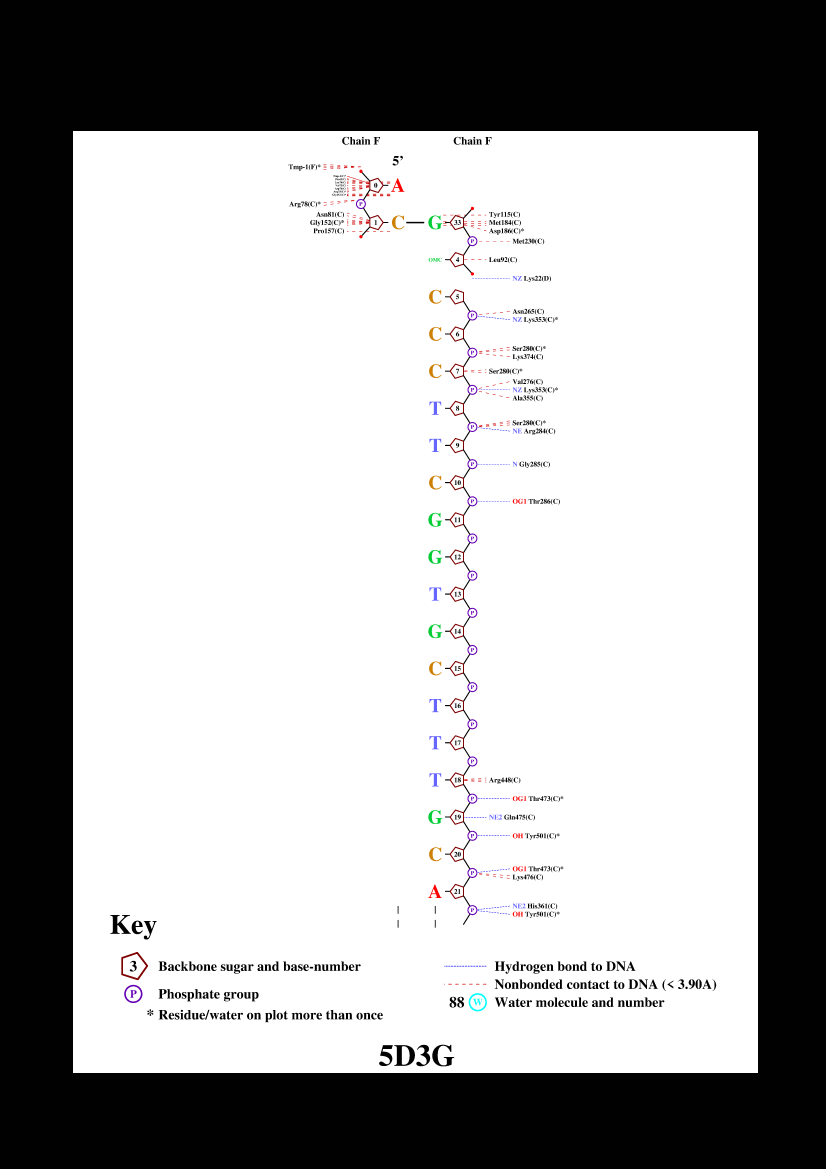 Chain F Chain F
5'
Tmp-1(F)*
0 A
P
Arg78(C)*
Asn81(C)
Gly152(C)*
Pro157(C)
1 C G 33
Tyr115(C)
Met184(C)
Asp186(C)*
P Met230(C)
OMC 4 Leu92(C)
NZ Lys22(D)
C 5
Asn265(C)
P NZ Lys353(C)*
C 6
P Ser280(C)*
Lys374(C)
C 7 Ser280(C)*
Val276(C)
P NZ Lys353(C)*
Ala355(C)
T 8
Ser280(C)*
P NE Arg284(C)
T 9
P N Gly285(C)
C 10
P OG1 Thr286(C)
G 11
P
G 12
P
T 13
P
G 14
P
C 15
P
T 16
P
T 17
P
T 18 Arg448(C)
P OG1 Thr473(C)*
G 19 NE2 Gln475(C)
P OH Tyr501(C)*
C 20
OG1 Thr473(C)*
P Lys476(C)
A 21
NE2 His361(C)
P OH Tyr501(C)*
Key
3 Backbone sugar and base-number
P Phosphate group
* Residue/water on plot more than once
Hydrogen bond to DNA
Nonbonded contact to DNA (< 3.90A)
88 W Water molecule and number
5D3G